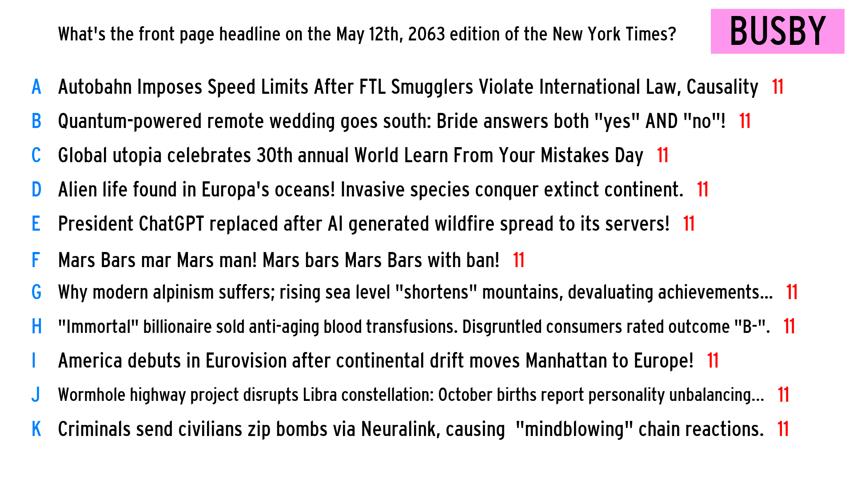 What's the front page headline on the May 12th, 2063 edition of the New York Times? BUSBY
A Autobahn Imposes Speed Limits After FTL Smugglers Violate International Law, Causality 11
B Quantum-powered remote wedding goes south: Bride answers both "yes" AND "no"! 11
C Global utopia celebrates 30th annual World Learn From Your Mistakes Day 11
D Alien life found in Europa's oceans! Invasive species conquer extinct continent. 11
E President ChatGPT replaced after AI generated wildfire spread to its servers! 11
F Mars Bars mar Mars man! Mars bars Mars Bars with ban! 11
G Why modern alpinism suffers; rising sea level "shortens" mountains, devaluating achievements... 11
H "Immortal" billionaire sold anti-aging blood transfusions. Disgruntled consumers rated outcome "B-". 11
I America debuts in Eurovision after continental drift moves Manhattan to Europe! 11
J Wormhole highway project disrupts Libra constellation: October births report personality unbalancing... 11
K Criminals send civilians zip bombs via Neuralink, causing "mindblowing" chain reactions. 11